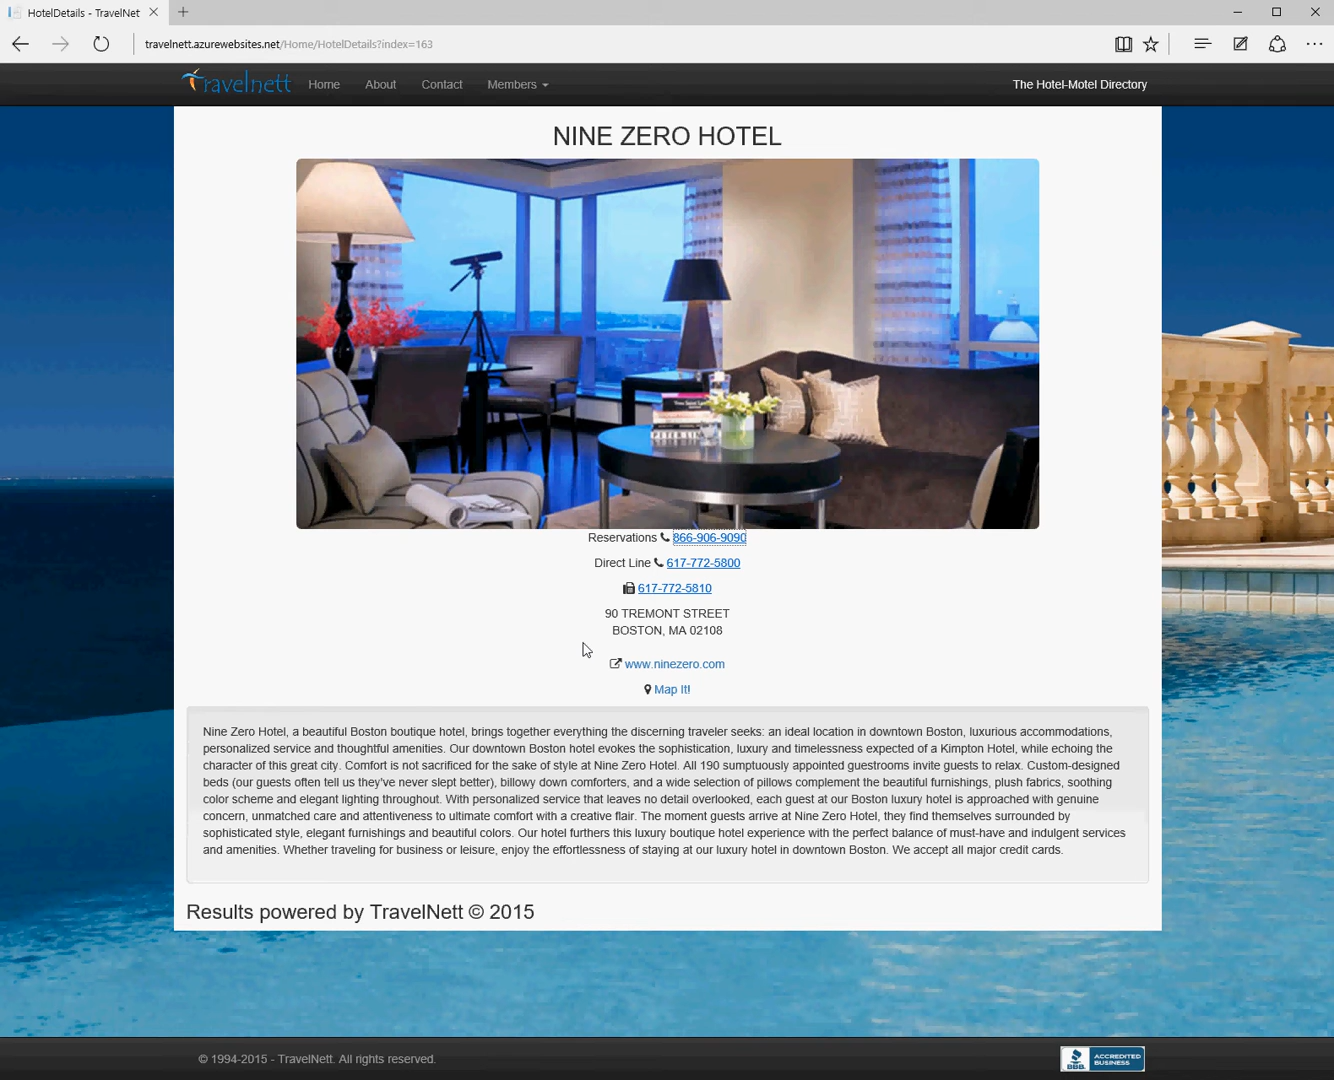 HotelDetails - TravelNet
travelnett.azurewebsites.net/Home/HotelDetails?index=163
Travelnett Home About Contact Members The Hotel-Motel Directory
NINE ZERO HOTEL
Reservations 866-906-9090
Direct Line 617-772-5800
617-772-5810
90 TREMONT STREET
BOSTON, MA 02108
www.ninezero.com
Map It!
Nine Zero Hotel, a beautiful Boston boutique hotel, brings together everything the discerning traveler seeks: an ideal location in downtown Boston, luxurious accommodations,
personalized service and thoughtful amenities. Our downtown Boston hotel evokes the sophistication, luxury and timelessness expected of a Kimpton Hotel, while echoing the
character of this great city. Comfort is not sacrificed for the sake of style at Nine Zero Hotel. All 190 sumptuously appointed guestrooms invite guests to relax. Custom-designed
beds (our guests often tell us they've never slept better), billowy down comforters, and a wide selection of pillows complement the beautiful furnishings, plush fabrics, soothing
color scheme and elegant lighting throughout. With personalized service that leaves no detail overlooked, each guest at our Boston luxury hotel is approached with genuine
concern, unmatched care and attentiveness to ultimate comfort with a creative flair. The moment guests arrive at Nine Zero Hotel, they find themselves surrounded by
sophisticated style, elegant furnishings and beautiful colors. Our hotel furthers this luxury boutique hotel experience with the perfect balance of must-have and indulgent services
and amenities. Whether traveling for business or leisure, enjoy the effortlessness of staying at our luxury hotel in downtown Boston. We accept all major credit cards.
Results powered by TravelNett © 2015
© 1994-2015 - TravelNett. All rights reserved.
BBB ACCREDITED
BUSINESS